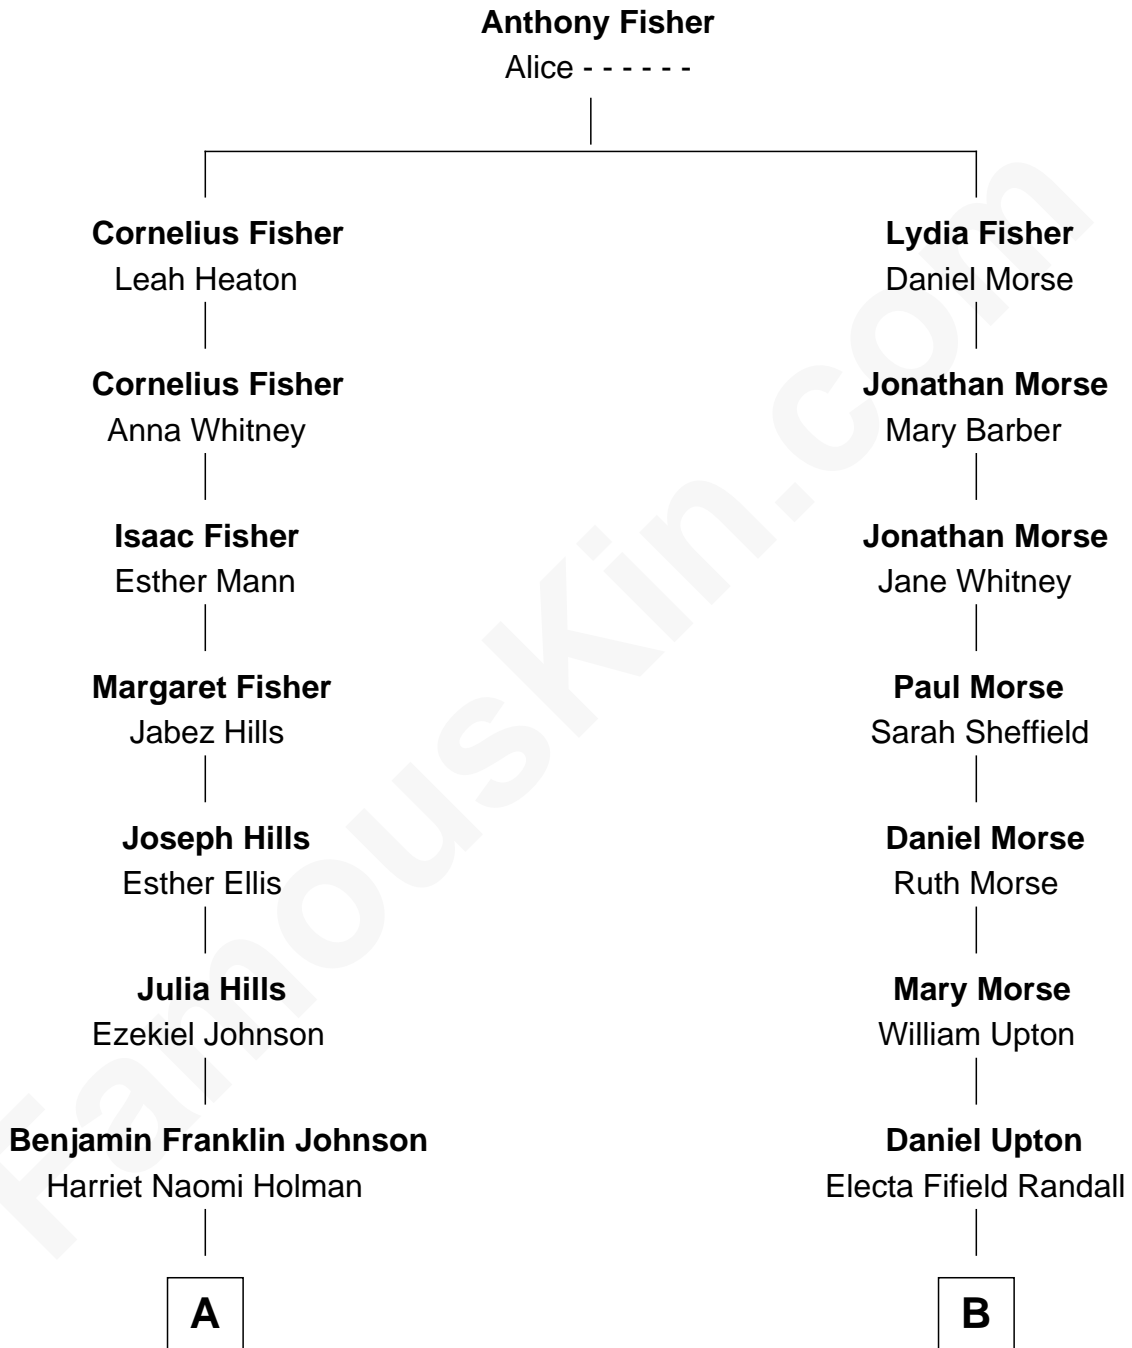 Anthony Fisher
Alice - - - - - -
Cornelius Fisher
Leah Heaton
Lydia Fisher
Daniel Morse
Cornelius Fisher
Anna Whitney
Jonathan Morse
Mary Barber
Isaac Fisher
Esther Mann
Jonathan Morse
Jane Whitney
Margaret Fisher
Jabez Hills
Paul Morse
Sarah Sheffield
Joseph Hills
Esther Ellis
Daniel Morse
Ruth Morse
Julia Hills
Ezekiel Johnson
Mary Morse
William Upton
Benjamin Franklin Johnson
Harriet Naomi Holman
Daniel Upton
Electa Fifield Randall
A
B
FamousKin.com